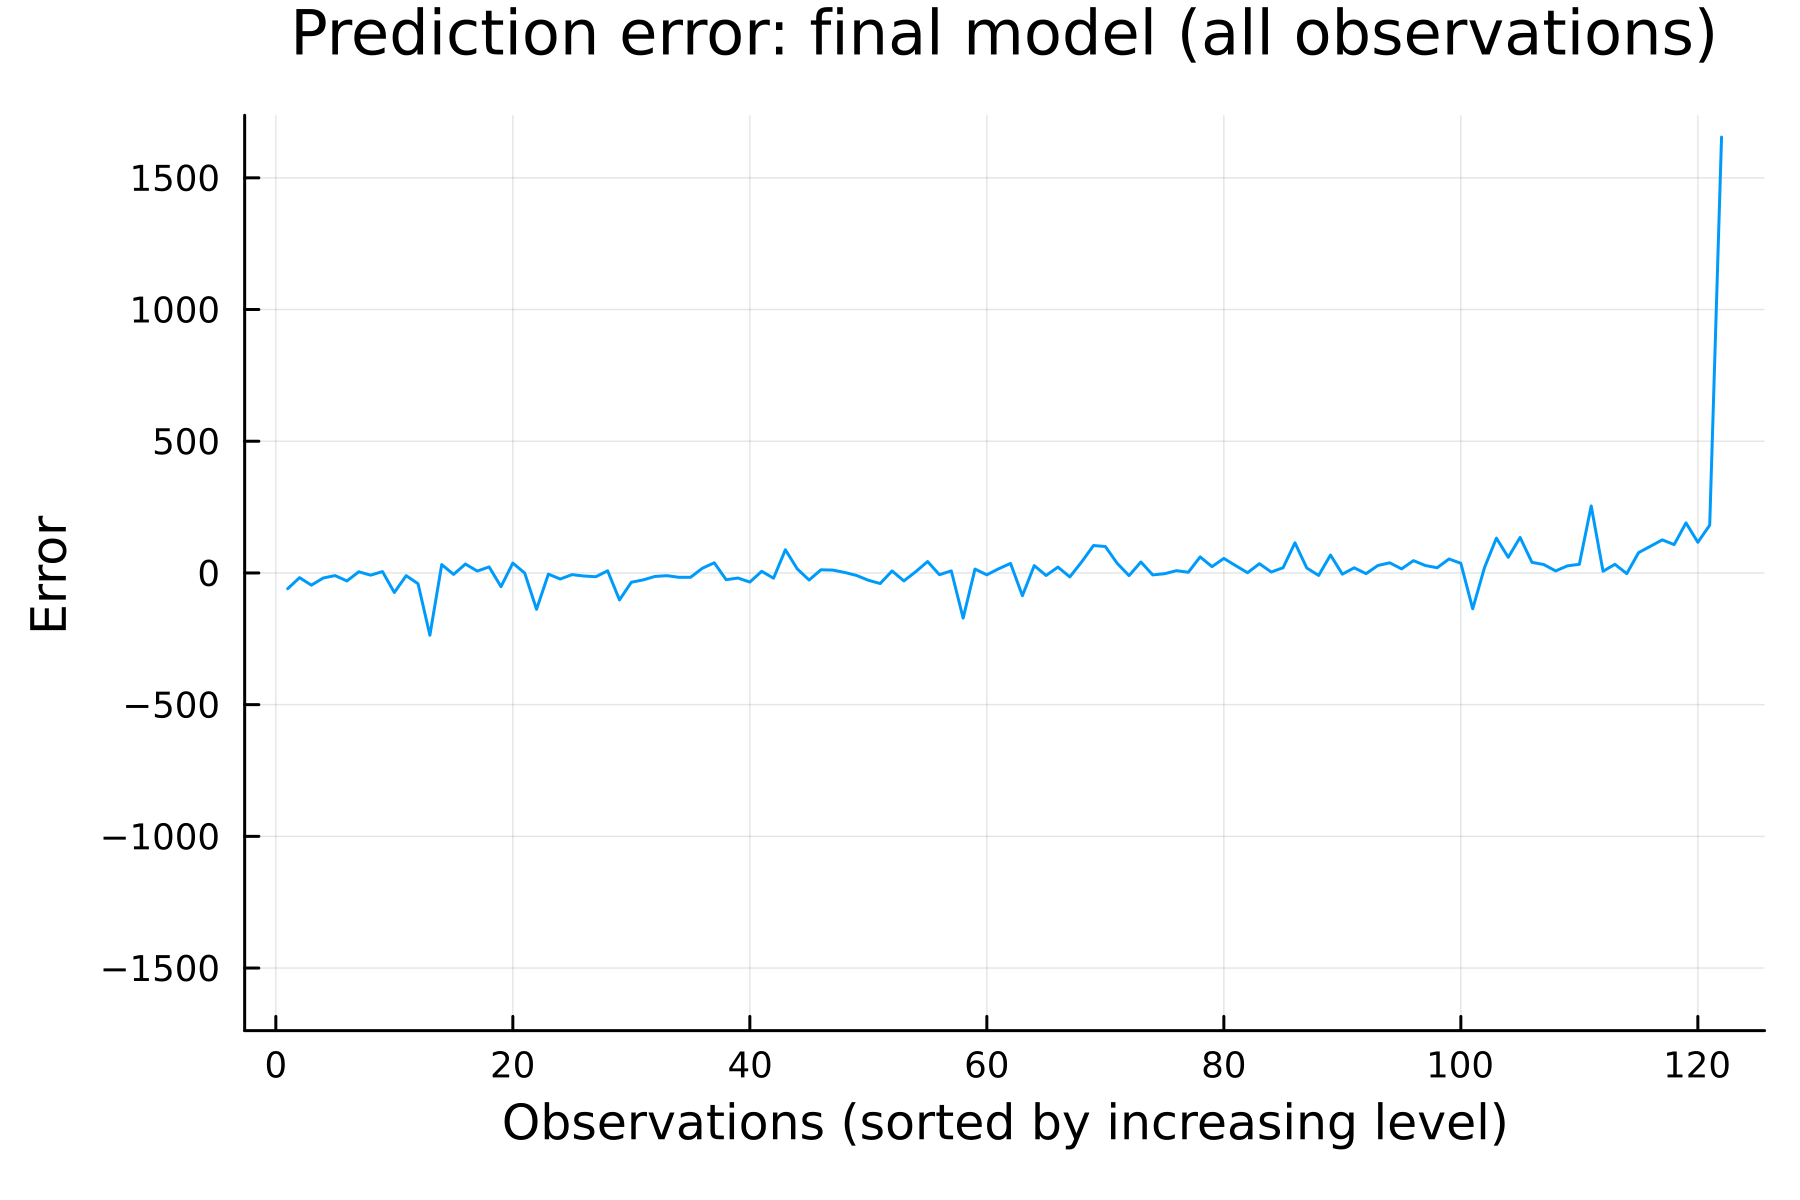 Prediction error: final model (all observations)
1500
1000
500
0
−500
−1000
−1500
Error
0 20 40 60 80 100 120
Observations (sorted by increasing level)